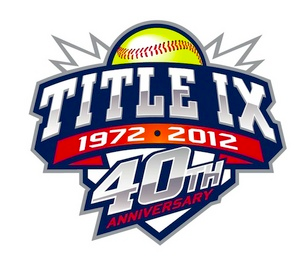 TITLE IX
1972 • 2012
40TH
ANNIVERSARY